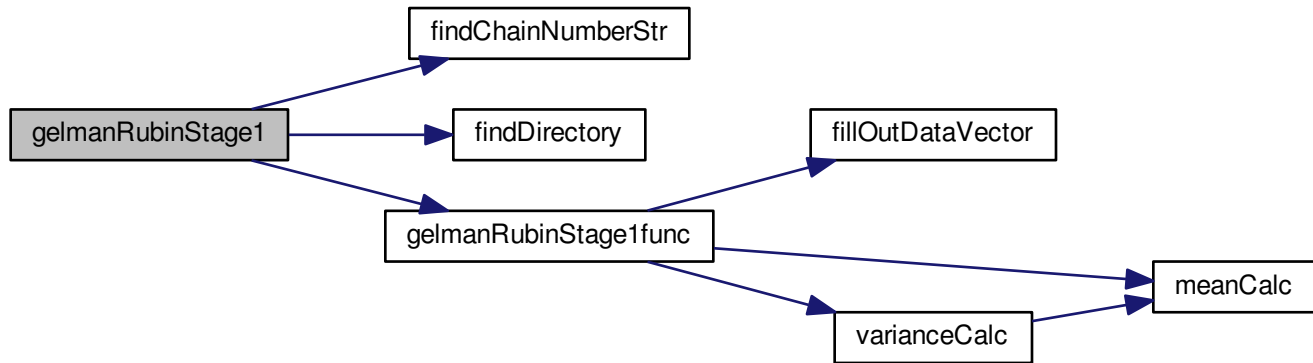 findChainNumberStr
gelmanRubinStage1
findDirectory
fillOutDataVector
gelmanRubinStage1func
meanCalc
varianceCalc